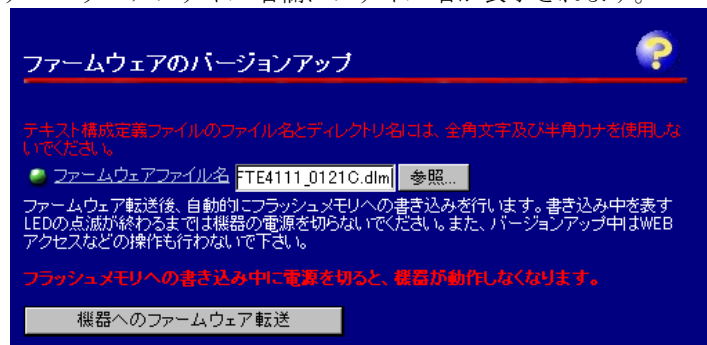 ファームウェアのバージョンアップ
テキスト構成定義ファイルのファイル名とディレクトリ名には、全角文字及び半角カナを使用しな
いでください。
ファームウェアファイル名 FTE4111_0121C.dlm 参照...
ファームウェア転送後、自動的にフラッシュメモリへの書き込みを行います。書き込み中を表す
LEDの点滅が終わるまでは機器の電源を切らないでください。また、バージョンアップ中はWEB
アクセスなどの操作も行わないで下さい。
フラッシュメモリへの書き込み中に電源を切ると、機器が動作しなくなります。
機器へのファームウェア転送